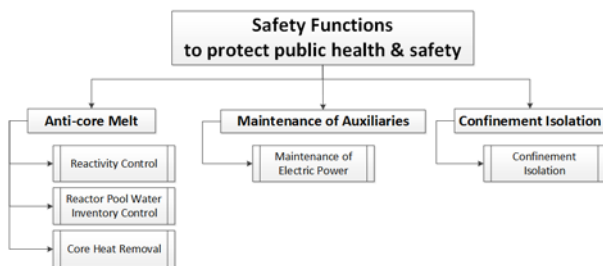 Safety Functions
to protect public health & safety
Anti-core Melt
Maintenance of Auxiliaries
Confinement Isolation
Reactivity Control
Maintenance of
Electric Power
Confinement
Isolation
Reactor Pool Water
Inventory Control
Core Heat Removal